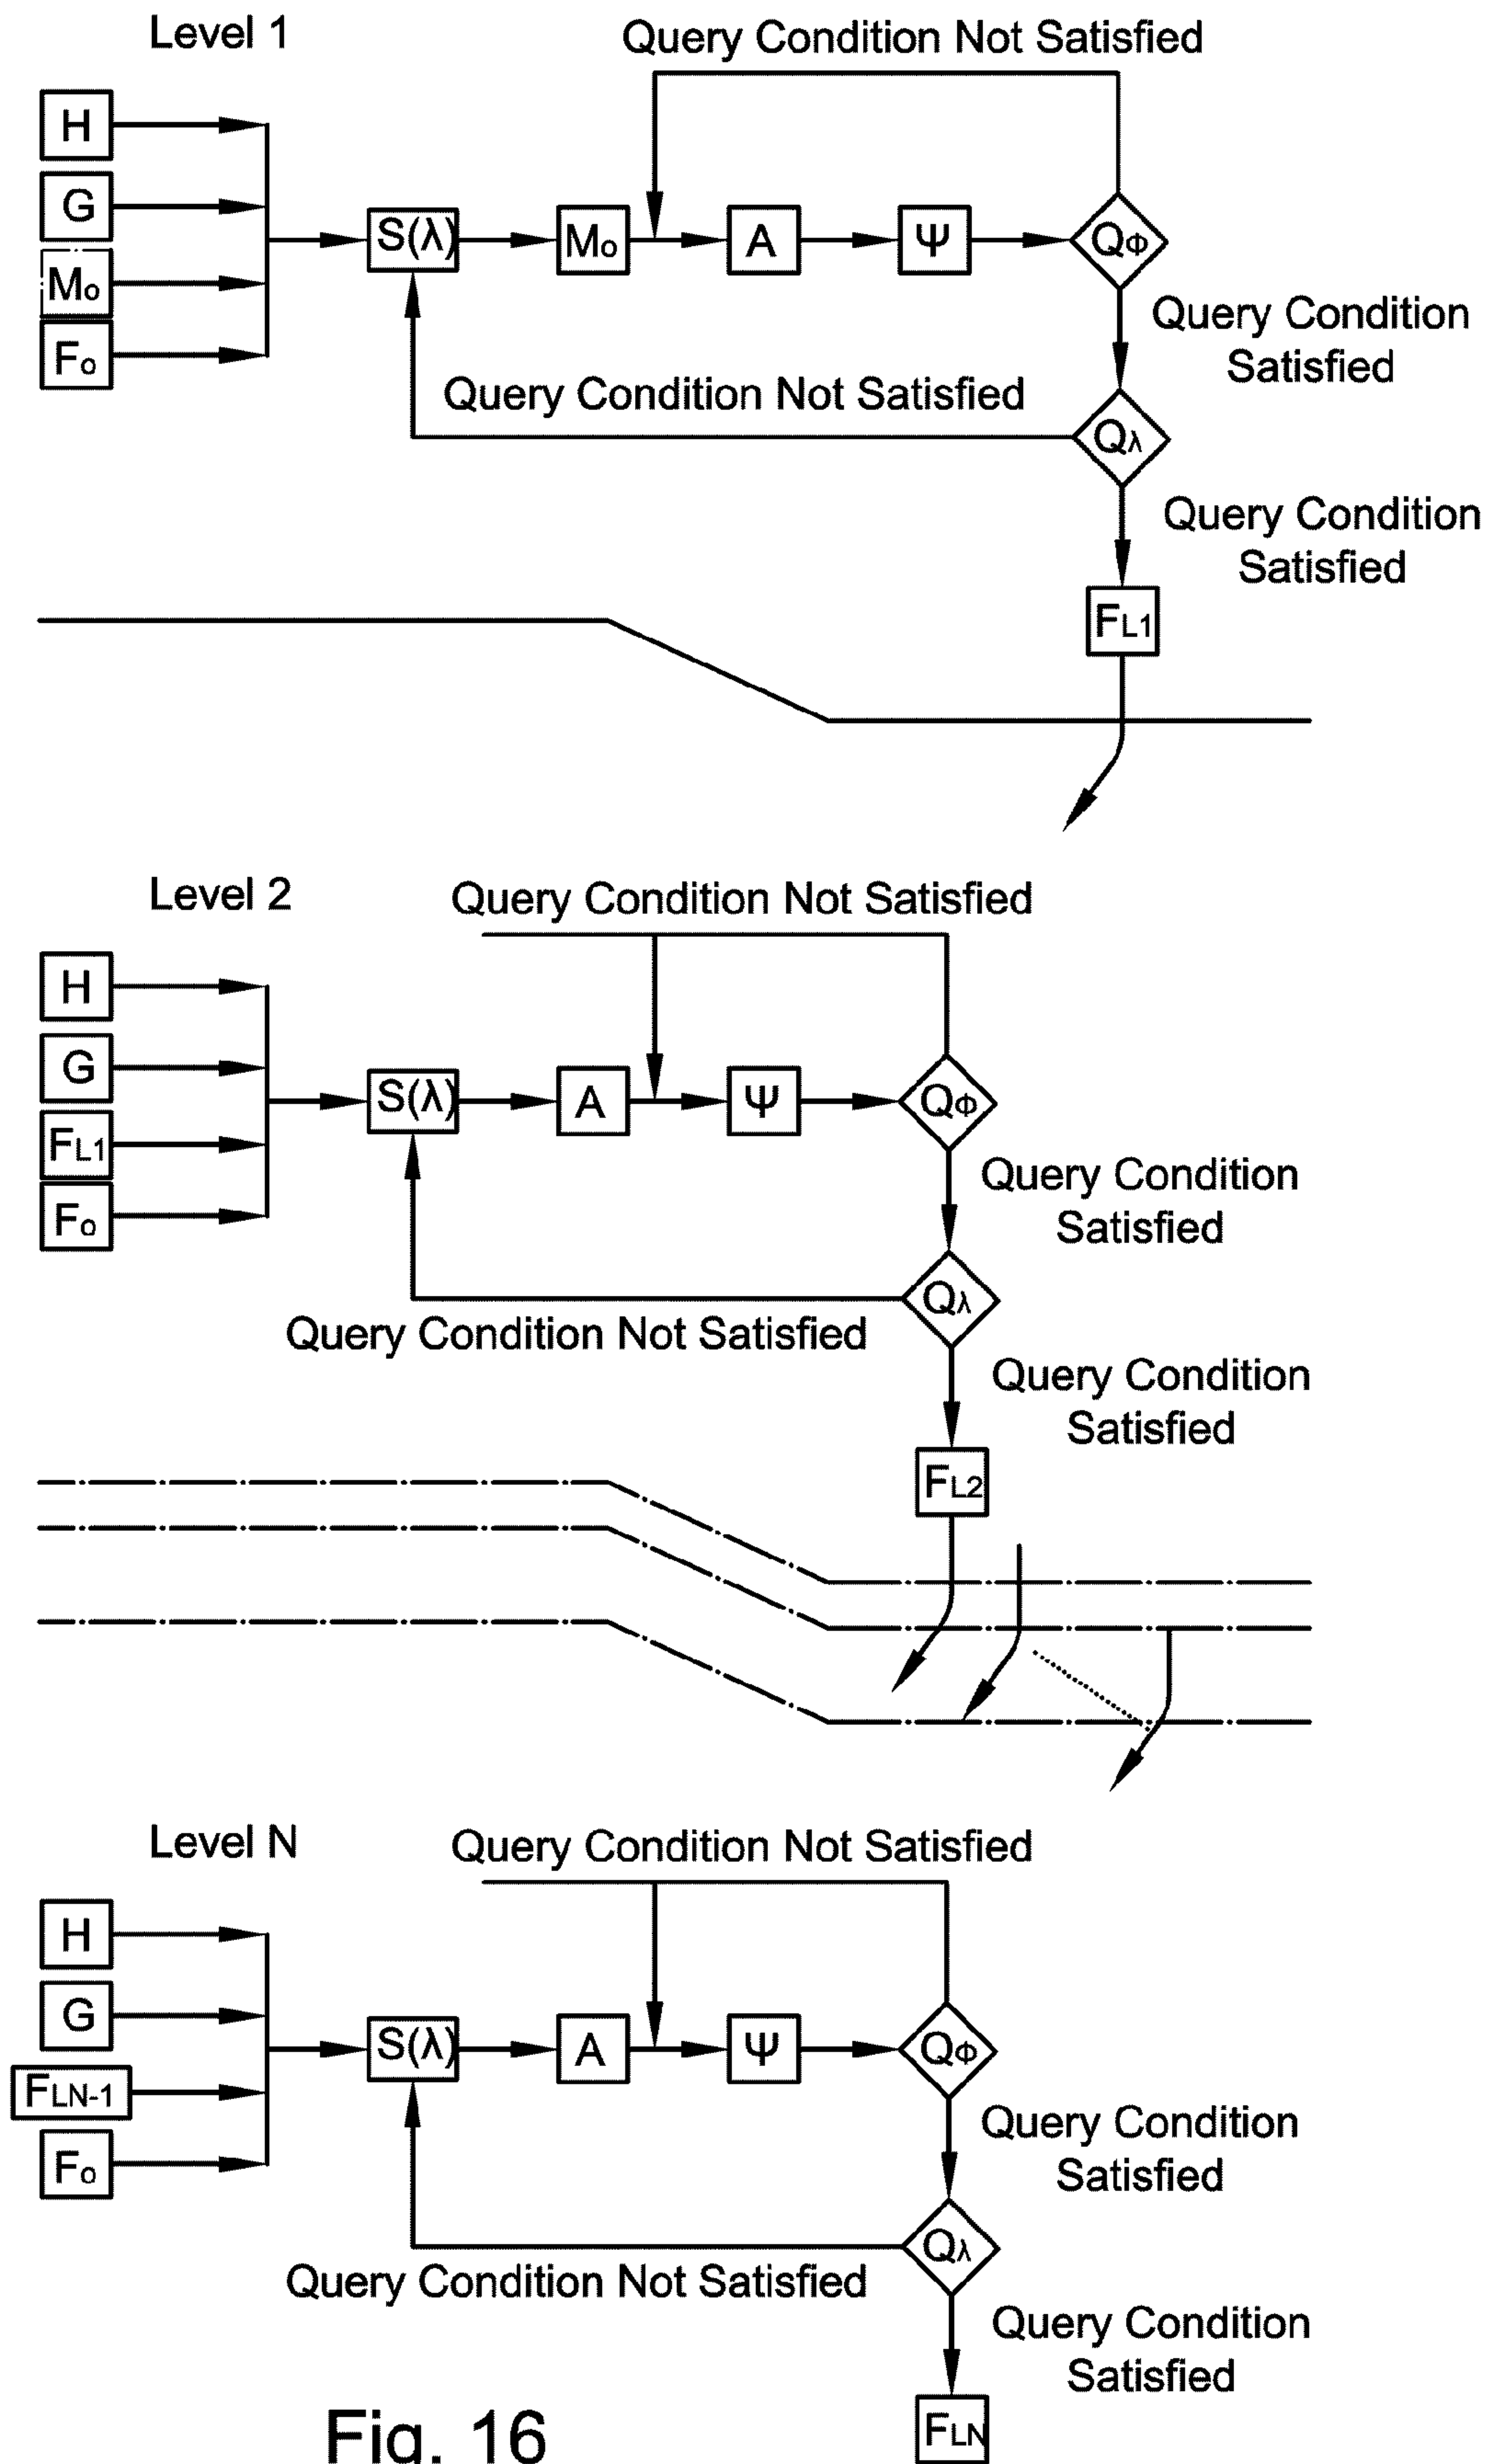 Level 1
Query Condition Not Satisfied
H
G
Mo
Fo
S(λ)
Mo
A
Ψ
QΦ
Query Condition
Satisfied
Query Condition Not Satisfied
Qλ
Query Condition
Satisfied
FL1
Level 2
Query Condition Not Satisfied
H
G
FL1
Fo
S(λ)
A
Ψ
QΦ
Query Condition
Satisfied
Qλ
Query Condition Not Satisfied
Query Condition
Satisfied
FL2
Level N
Query Condition Not Satisfied
H
G
FLN-1
Fo
S(λ)
A
Ψ
QΦ
Query Condition
Satisfied
Qλ
Query Condition Not Satisfied
Query Condition
Satisfied
FLN
Fig. 16